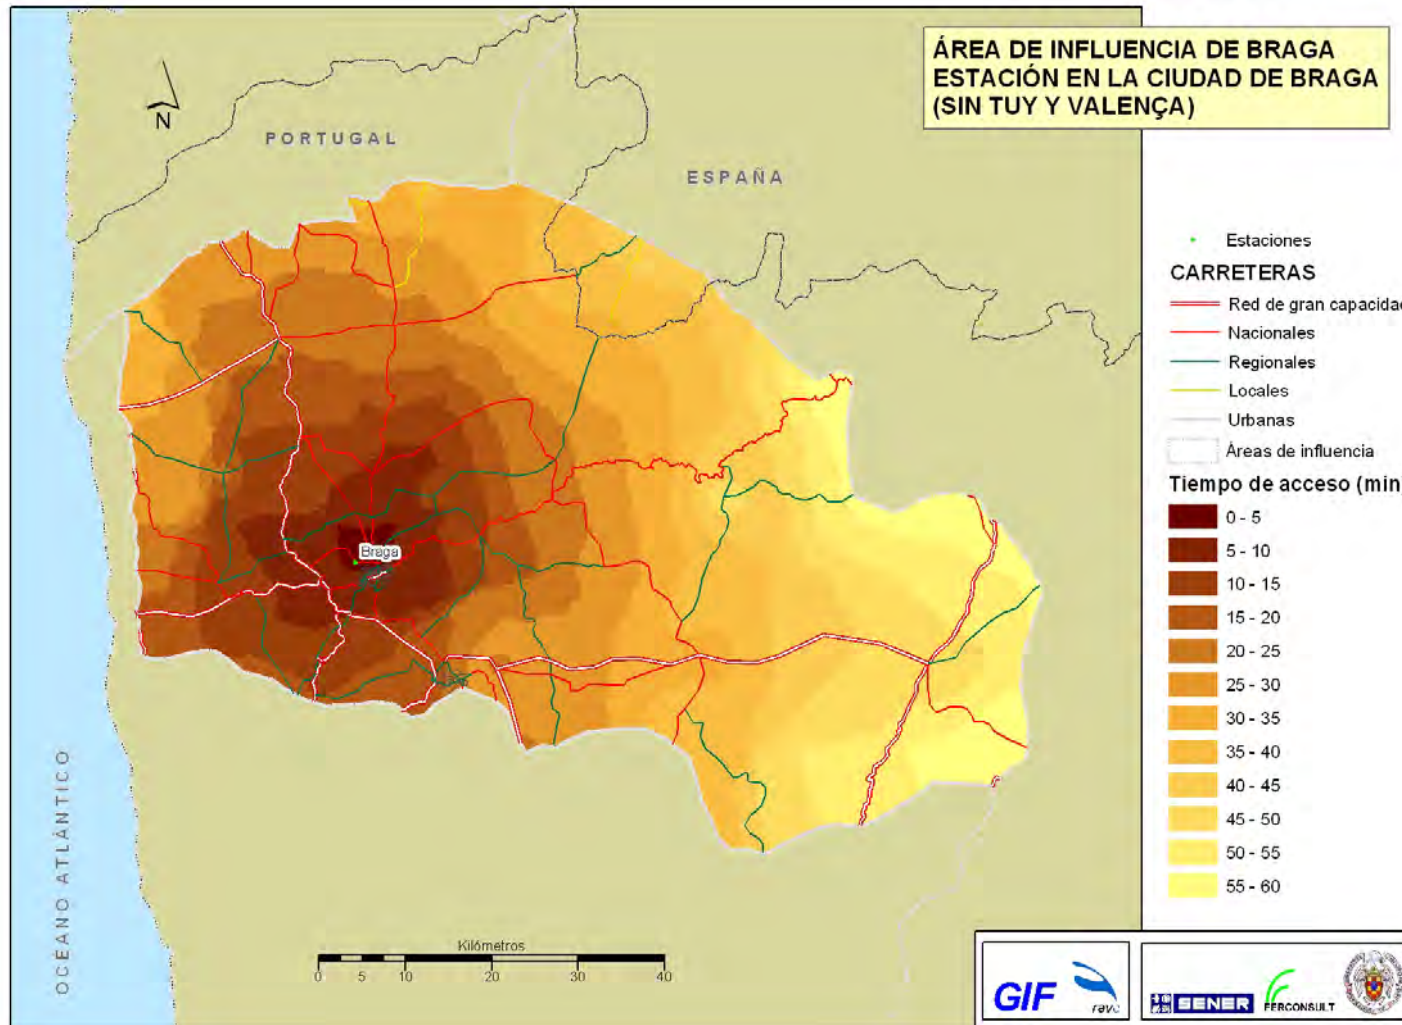 ÁREA DE INFLUENCIA DE BRAGA
ESTACIÓN EN LA CIUDAD DE BRAGA
(SIN TUY Y VALENÇA)
N
PORTUGAL
ESPAÑA
Braga
OCÉANO ATLÁNTICO
Estaciones
CARRETERAS
Red de gran capacidad
Nacionales
Regionales
Locales
Urbanas
Áreas de influencia
Tiempo de acceso (min
0 - 5
5 - 10
10 - 15
15 - 20
20 - 25
25 - 30
30 - 35
35 - 40
40 - 45
45 - 50
50 - 55
55 - 60
Kilómetros
0 5 10 20 30 40
GIF
rave
SENER
FERCONSULT